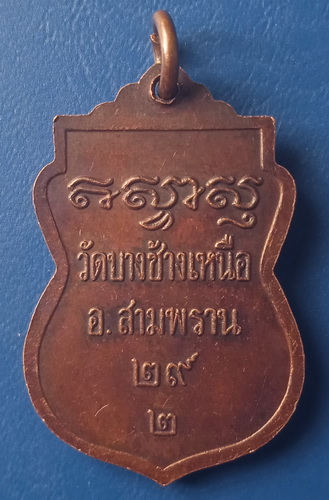 วัดบางช้างเหนือ
อ. สามพราน
๒๙
๒